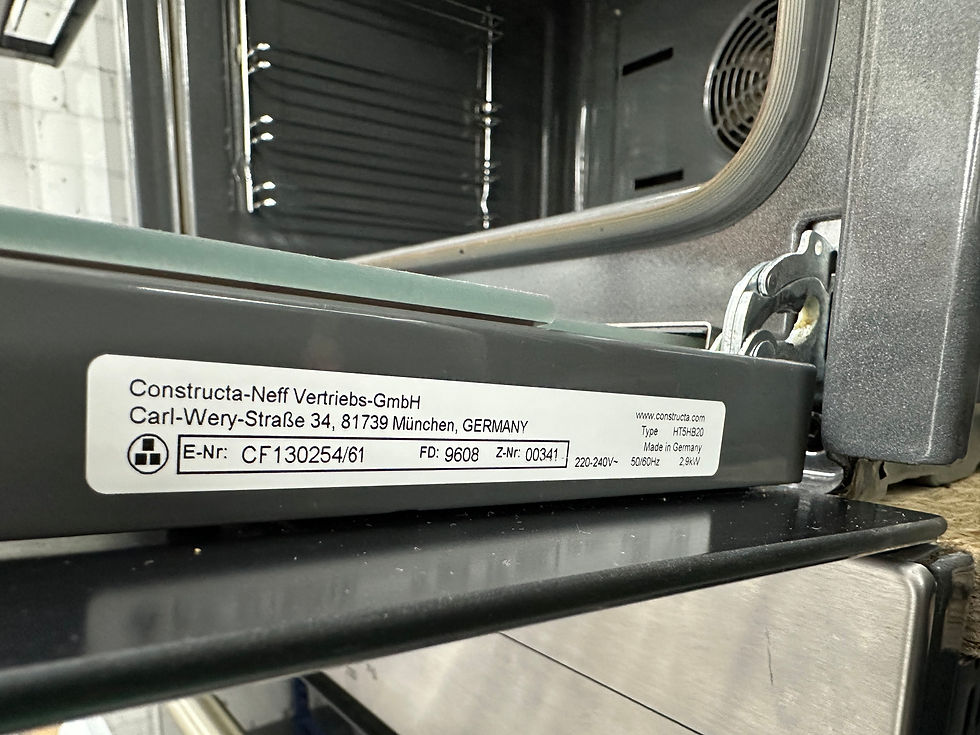 Constructa-Neff Vertriebs-GmbH
Carl-Wery-Straße 34, 81739 München, GERMANY
E-Nr: CF130254/61 FD: 9608 Z-Nr: 00341
www.constructa.com
Type HT5HB20
Made in Germany
220-240V~ 50/60Hz 2,9kW